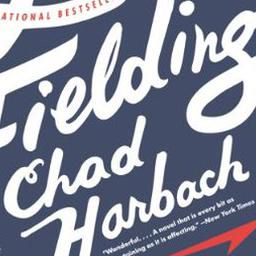 NATIONAL BESTSELLE
Fielding
Chad
Harbach
"Wonderful. . . . A novel that is every bit as
entertaining as it is affecting." —New York Times